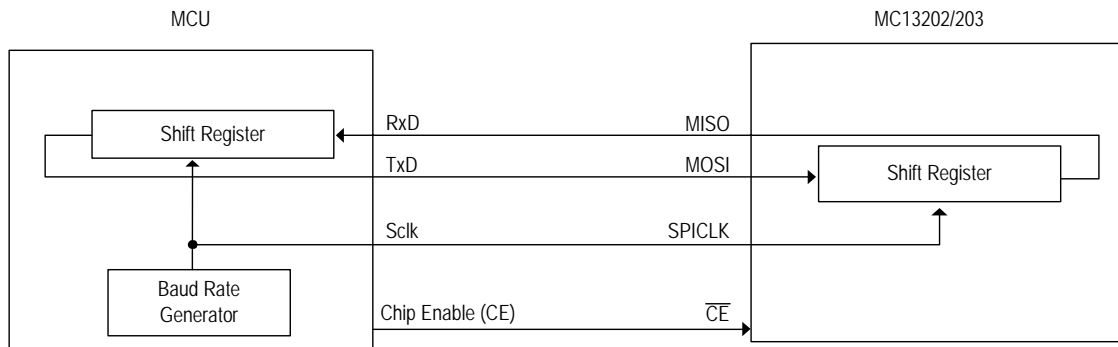 MCU
MC13202/203
Shift Register
RxD
MISO
TxD
MOSI
Shift Register
Sclk
SPICLK
Baud Rate
Generator
Chip Enable (CE)
CE